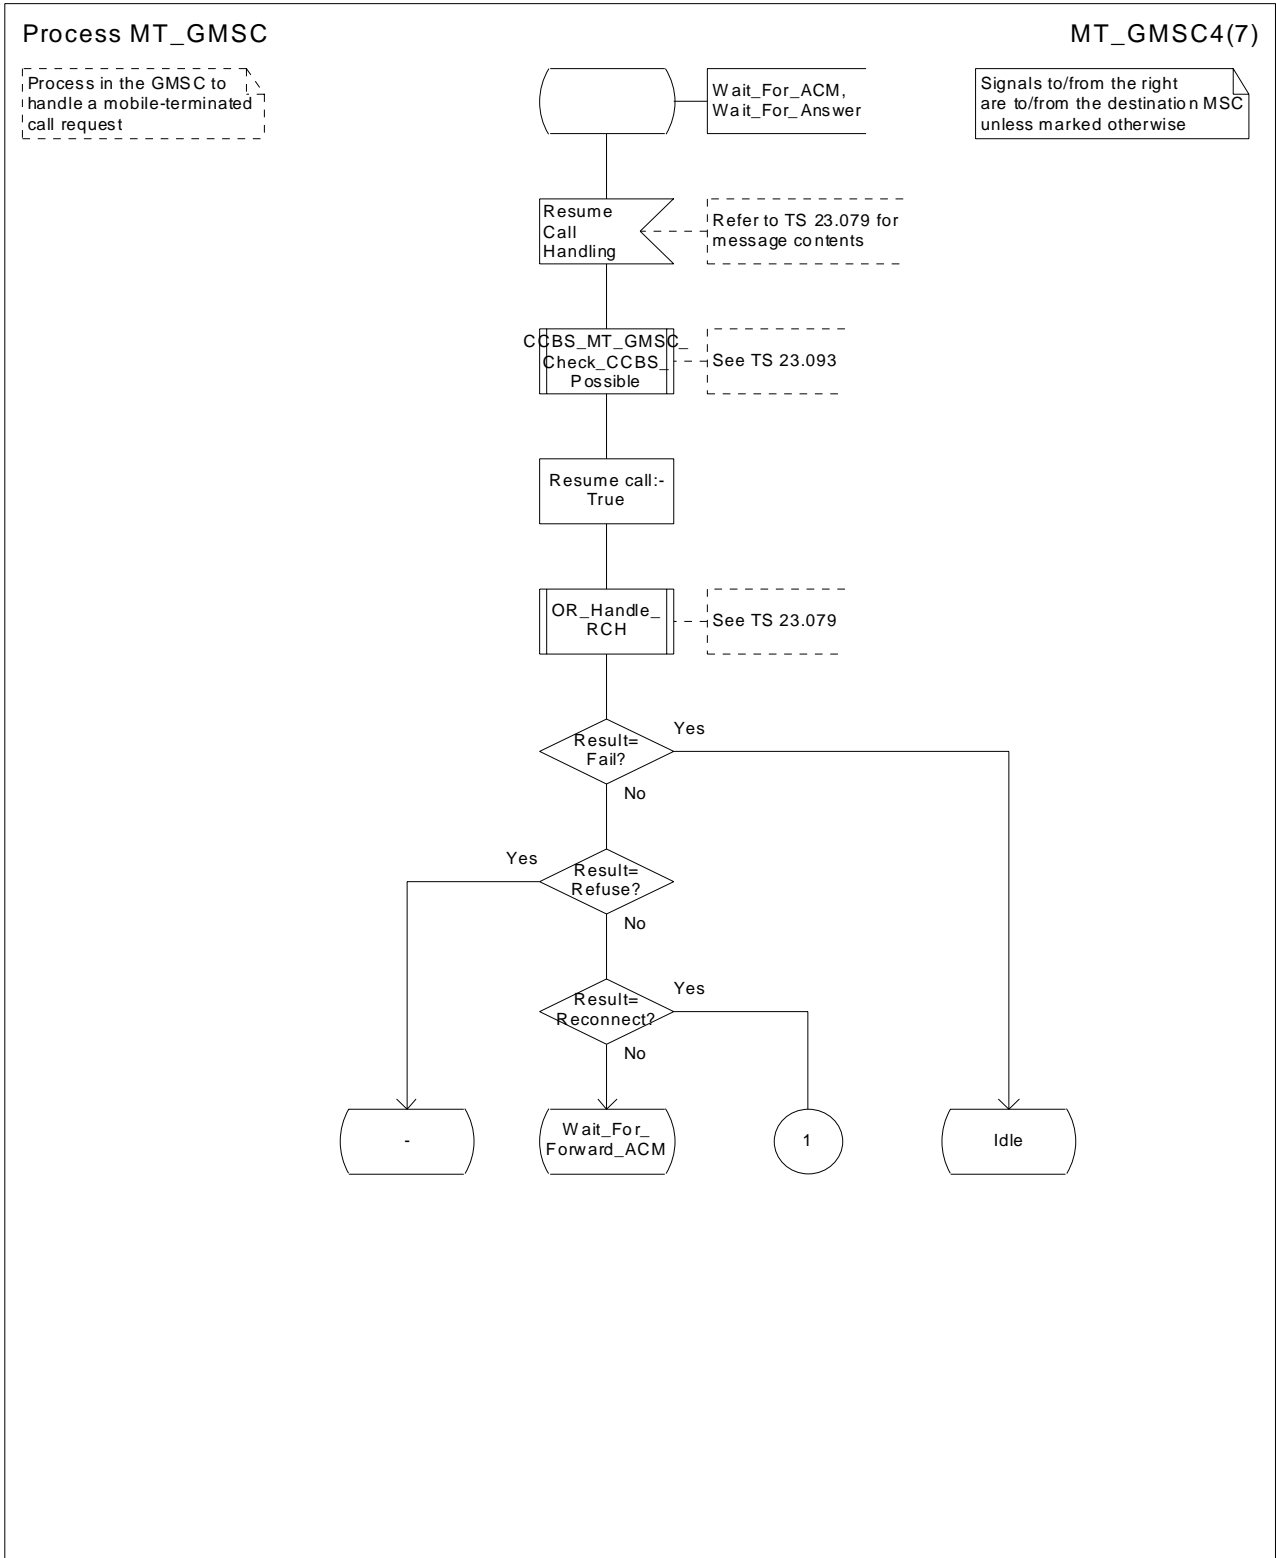 Process MT_GMSC
MT_GMSC4(7)
Process in the GMSC to
handle a mobile-terminated
call request
Wait_For_ACM,
Wait_For_Answer
Signals to/from the right
are to/from the destination MSC
unless marked otherwise
Resume
Call
Handling
Refer to TS 23.079 for
message contents
CCBS_MT_GMSC_
Check_CCBS_
Possible
See TS 23.093
Resume call:-
True
OR_Handle_
RCH
See TS 23.079
Result=
Fail?
Yes
No
Yes
Result=
Refuse?
No
Result=
Reconnect?
Yes
No
-
Wait_For_
Forward_ACM
1
Idle